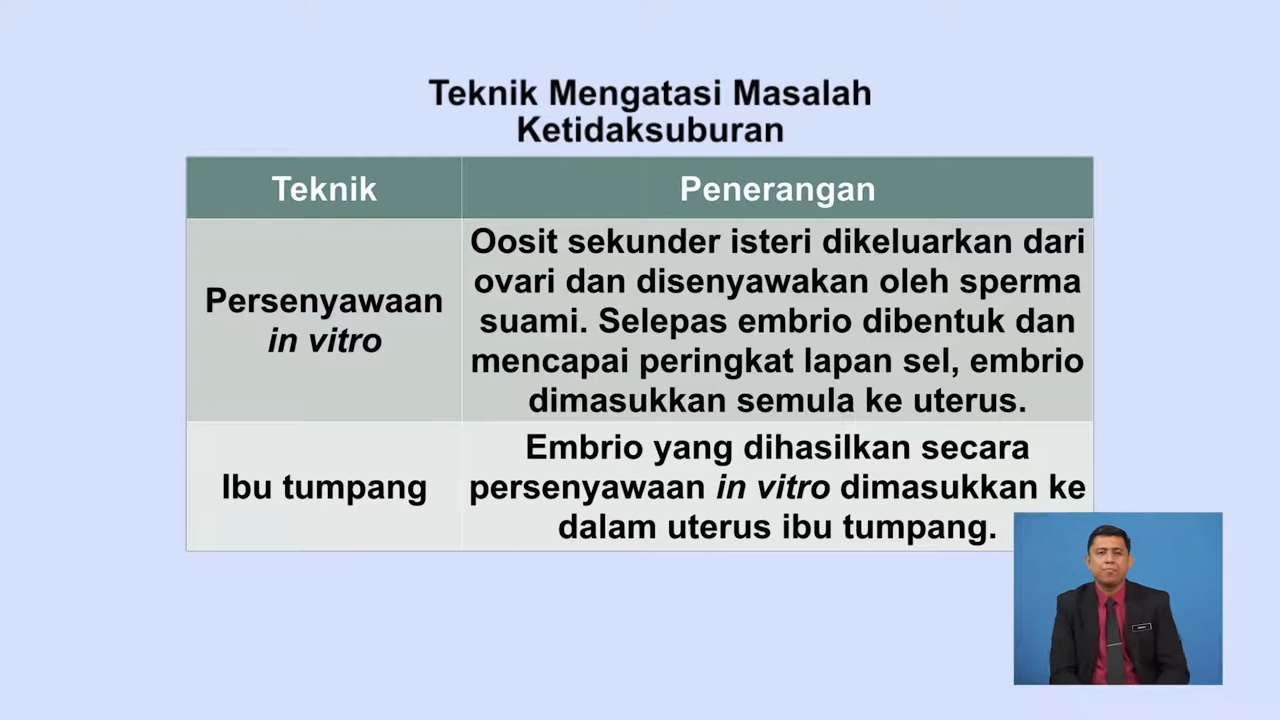 Teknik Mengatasi Masalah
Ketidaksuburan
Teknik
Penerangan
Persenyawaan
in vitro
Oosit sekunder isteri dikeluarkan dari
ovari dan disenyawakan oleh sperma
suami. Selepas embrio dibentuk dan
mencapai peringkat lapan sel, embrio
dimasukkan semula ke uterus.
Ibu tumpang
Embrio yang dihasilkan secara
persenyawaan in vitro dimasukkan ke
dalam uterus ibu tumpang.